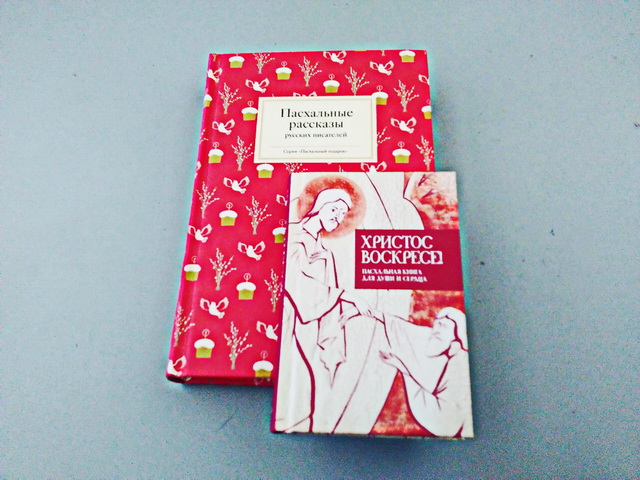 Пасхальные
рассказы
русских писателей
Серия «Пасхальный подарок»
ХРИСТОС
ВОСКРЕСЕ!
ПАСХАЛЬНАЯ КНИГА
ДЛЯ ДУШИ И СЕРДЦА